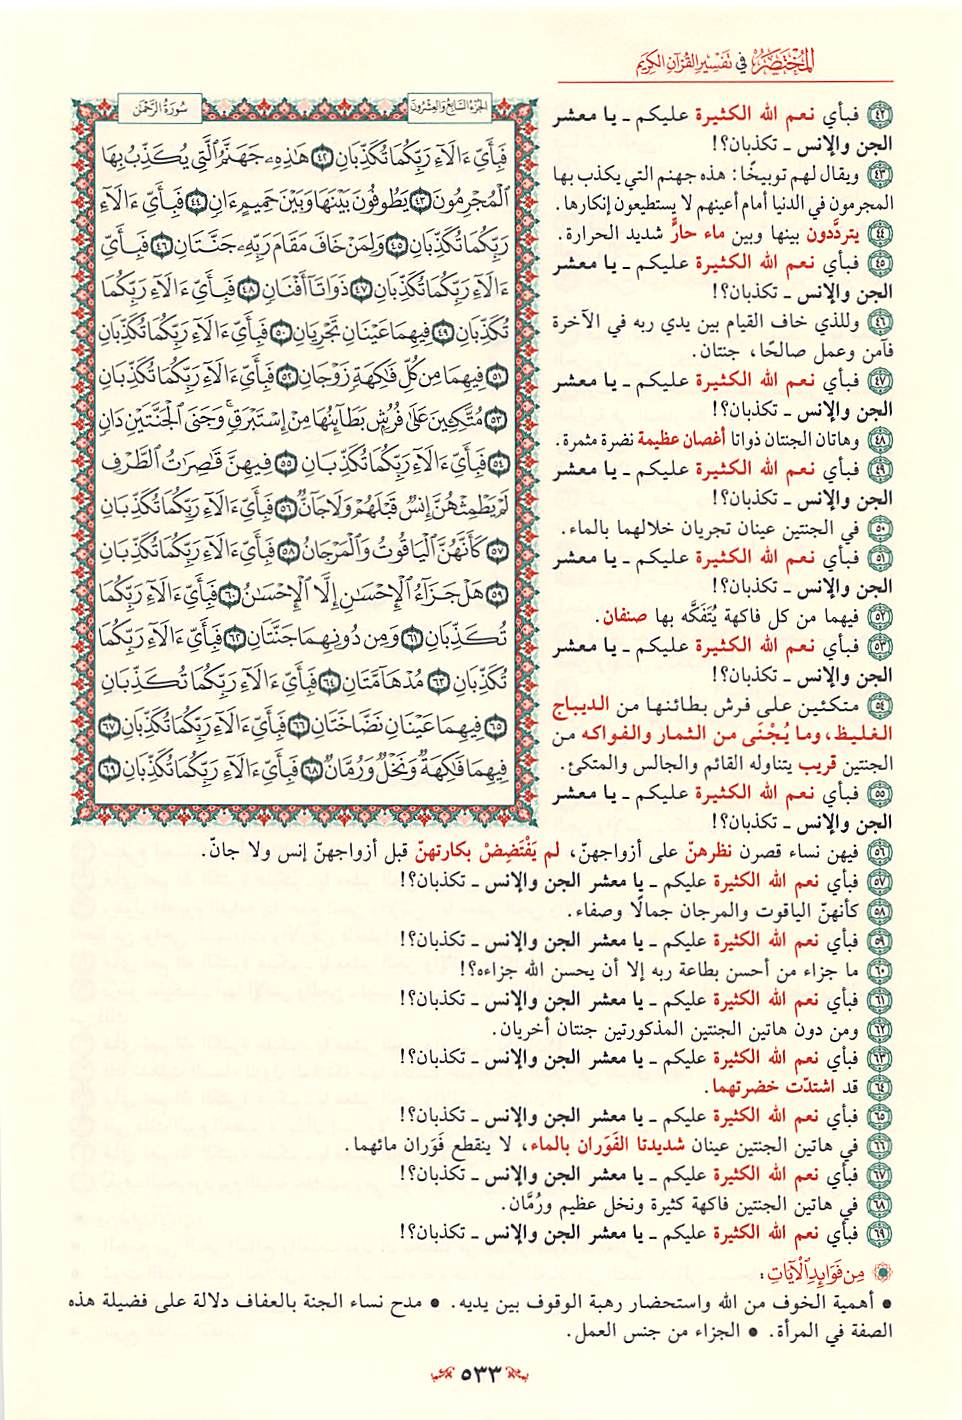 المختصر في تفسير القرآن الكريم
الجزء السابع والعشرون
سورة الرحمن
فَبِأَيِّ ءَالَآءِ رَبِّكُمَا تُكَذِّبَانِ ٤٢ هَٰذِهِۦ جَهَنَّمُ ٱلَّتِي يُكَذِّبُ بِهَا
ٱلْمُجْرِمُونَ ٤٣ يَطُوفُونَ بَيْنَهَا وَبَيْنَ حَمِيمٍ ءَانٍ ٤٤ فَبِأَيِّ ءَالَآءِ
رَبِّكُمَا تُكَذِّبَانِ ٤٥ وَلِمَنْ خَافَ مَقَامَ رَبِّهِۦ جَنَّتَانِ ٤٦ فَبِأَيِّ
ءَالَآءِ رَبِّكُمَا تُكَذِّبَانِ ٤٧ ذَوَاتَآ أَفْنَانٍ ٤٨ فَبِأَيِّ ءَالَآءِ رَبِّكُمَا
تُكَذِّبَانِ ٤٩ فِيهِمَا عَيْنَانِ تَجْرِيَانِ ٥٠ فَبِأَيِّ ءَالَآءِ رَبِّكُمَا تُكَذِّبَانِ
٥١ فِيهِمَا مِن كُلِّ فَٰكِهَةٍ زَوْجَانِ ٥٢ فَبِأَيِّ ءَالَآءِ رَبِّكُمَا تُكَذِّبَانِ
٥٣ مُتَّكِـِٔينَ عَلَىٰ فُرُشٍۭ بَطَآئِنُهَا مِنْ إِسْتَبْرَقٍ ۚ وَجَنَى ٱلْجَنَّتَيْنِ دَانٍ
٥٤ فَبِأَيِّ ءَالَآءِ رَبِّكُمَا تُكَذِّبَانِ ٥٥ فِيهِنَّ قَٰصِرَٰتُ ٱلطَّرْفِ
لَمْ يَطْمِثْهُنَّ إِنسٌ قَبْلَهُمْ وَلَا جَآنٌّ ٥٦ فَبِأَيِّ ءَالَآءِ رَبِّكُمَا تُكَذِّبَانِ
٥٧ كَأَنَّهُنَّ ٱلْيَاقُوتُ وَٱلْمَرْجَانُ ٥٨ فَبِأَيِّ ءَالَآءِ رَبِّكُمَا تُكَذِّبَانِ
٥٩ هَلْ جَزَآءُ ٱلْإِحْسَٰنِ إِلَّا ٱلْإِحْسَٰنُ ٦٠ فَبِأَيِّ ءَالَآءِ رَبِّكُمَا
تُكَذِّبَانِ ٦١ وَمِن دُونِهِمَا جَنَّتَانِ ٦٢ فَبِأَيِّ ءَالَآءِ رَبِّكُمَا
تُكَذِّبَانِ ٦٣ مُدْهَآمَّتَانِ ٦٤ فَبِأَيِّ ءَالَآءِ رَبِّكُمَا تُكَذِّبَانِ
٦٥ فِيهِمَا عَيْنَانِ نَضَّاخَتَانِ ٦٦ فَبِأَيِّ ءَالَآءِ رَبِّكُمَا تُكَذِّبَانِ ٦٧
فِيهِمَا فَٰكِهَةٌ وَنَخْلٌ وَرُمَّانٌ ٦٨ فَبِأَيِّ ءَالَآءِ رَبِّكُمَا تُكَذِّبَانِ ٦٩
٤٢ فبأي نعم الله الكثيرة عليكم ـ يا معشر
الجن والإنس ـ تكذبان؟!
٤٣ ويقال لهم توبيخًا: هذه جهنم التي يكذب بها
المجرمون في الدنيا أمام أعينهم لا يستطيعون إنكارها.
٤٤ يتردَّدون بينها وبين ماء حارٍّ شديد الحرارة.
٤٥ فبأي نعم الله الكثيرة عليكم ـ يا معشر
الجن والإنس ـ تكذبان؟!
٤٦ وللذي خاف القيام بين يدي ربه في الآخرة
فآمن وعمل صالحًا، جنتان.
٤٧ فبأي نعم الله الكثيرة عليكم ـ يا معشر
الجن والإنس ـ تكذبان؟!
٤٨ وهاتان الجنتان ذواتا أغصان عظيمة نضرة مثمرة.
٤٩ فبأي نعم الله الكثيرة عليكم ـ يا معشر
الجن والإنس ـ تكذبان؟!
٥٠ في الجنتين عينان تجريان خلالهما بالماء.
٥١ فبأي نعم الله الكثيرة عليكم ـ يا معشر
الجن والإنس ـ تكذبان؟!
٥٢ فيهما من كل فاكهة يُتَفَكَّه بها صنفان.
٥٣ فبأي نعم الله الكثيرة عليكم ـ يا معشر
الجن والإنس ـ تكذبان؟!
٥٤ متكئين على فرش بطائنها من الديباج
الغليظ، وما يُجْنَى من الثمار والفواكه من
الجنتين قريب يتناوله القائم والجالس والمتكئ.
٥٥ فبأي نعم الله الكثيرة عليكم ـ يا معشر
الجن والإنس ـ تكذبان؟!
٥٦ فيهن نساء قصرن نظرهنّ على أزواجهنّ، لم يَفْتَضِضْ بكارتهنّ قبل أزواجهنّ إنس ولا جانّ.
٥٧ فبأي نعم الله الكثيرة عليكم ـ يا معشر الجن والإنس ـ تكذبان؟!
٥٨ كأنهنّ الياقوت والمرجان جمالًا وصفاء.
٥٩ فبأي نعم الله الكثيرة عليكم ـ يا معشر الجن والإنس ـ تكذبان؟!
٦٠ ما جزاء من أحسن بطاعة ربه إلا أن يحسن الله جزاءه؟!
٦١ فبأي نعم الله الكثيرة عليكم ـ يا معشر الجن والإنس ـ تكذبان؟!
٦٢ ومن دون هاتين الجنتين المذكورتين جنتان أخريان.
٦٣ فبأي نعم الله الكثيرة عليكم ـ يا معشر الجن والإنس ـ تكذبان؟!
٦٤ قد اشتدّت خضرتهما.
٦٥ فبأي نعم الله الكثيرة عليكم ـ يا معشر الجن والإنس ـ تكذبان؟!
٦٦ في هاتين الجنتين عينان شديدتا الفَوَران بالماء، لا ينقطع فَوَران مائهما.
٦٧ فبأي نعم الله الكثيرة عليكم ـ يا معشر الجن والإنس ـ تكذبان؟!
٦٨ في هاتين الجنتين فاكهة كثيرة ونخل عظيم ورُمَّان.
٦٩ فبأي نعم الله الكثيرة عليكم ـ يا معشر الجن والإنس ـ تكذبان؟!
من فوائد الآيات:
• أهمية الخوف من الله واستحضار رهبة الوقوف بين يديه. • مدح نساء الجنة بالعفاف دلالة على فضيلة هذه
الصفة في المرأة. • الجزاء من جنس العمل.
٥٣٣